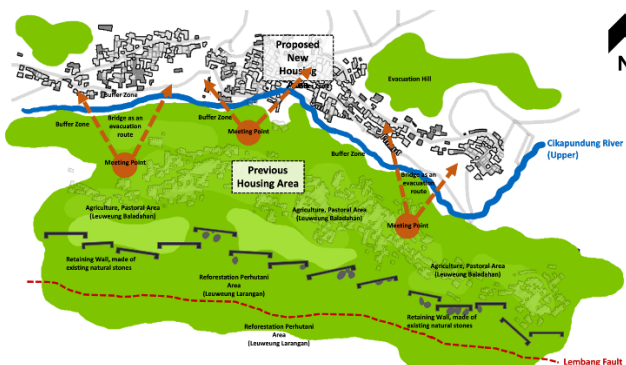 Proposed
New
Housing
N
Evacuation Hill
Buffer Zona
Buffer Zone
Bridge as an
evacuation
route
Buffer Zone
Meeting Point
Meeting Point
Buffer Zone
Cikapundung River
(Upper)
Previous
Housing Area
Bridge as an
evacuation
route
Meeting Point
Agriculture, Pastoral Area
(Leuweung Baladahan)
Agriculture, Pastoral Area
(Leuweung Baladahan)
Agriculture, Pastoral Area
(Leuweung Baladahan)
Retaining Wall, made of
existing natural stones
Reforestation Perhutani
Area
(Leuweung Larangan)
Retaining Wall, made of
existing natural stones
Reforestation Perhutani
Area
(Leuweung Larangan)
Lembang Fault